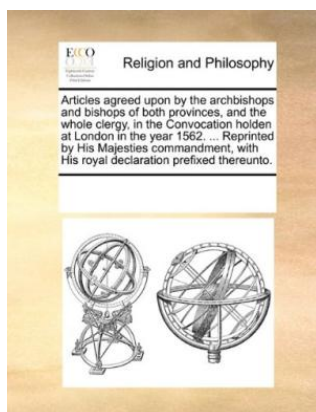 ECCO
Religion and Philosophy
Articles agreed upon by the archbishops
and bishops of both provinces, and the
whole clergy, in the Convocation holden
at London in the year 1562. ... Reprinted
by His Majesties commandment, with
His royal declaration prefixed thereunto.